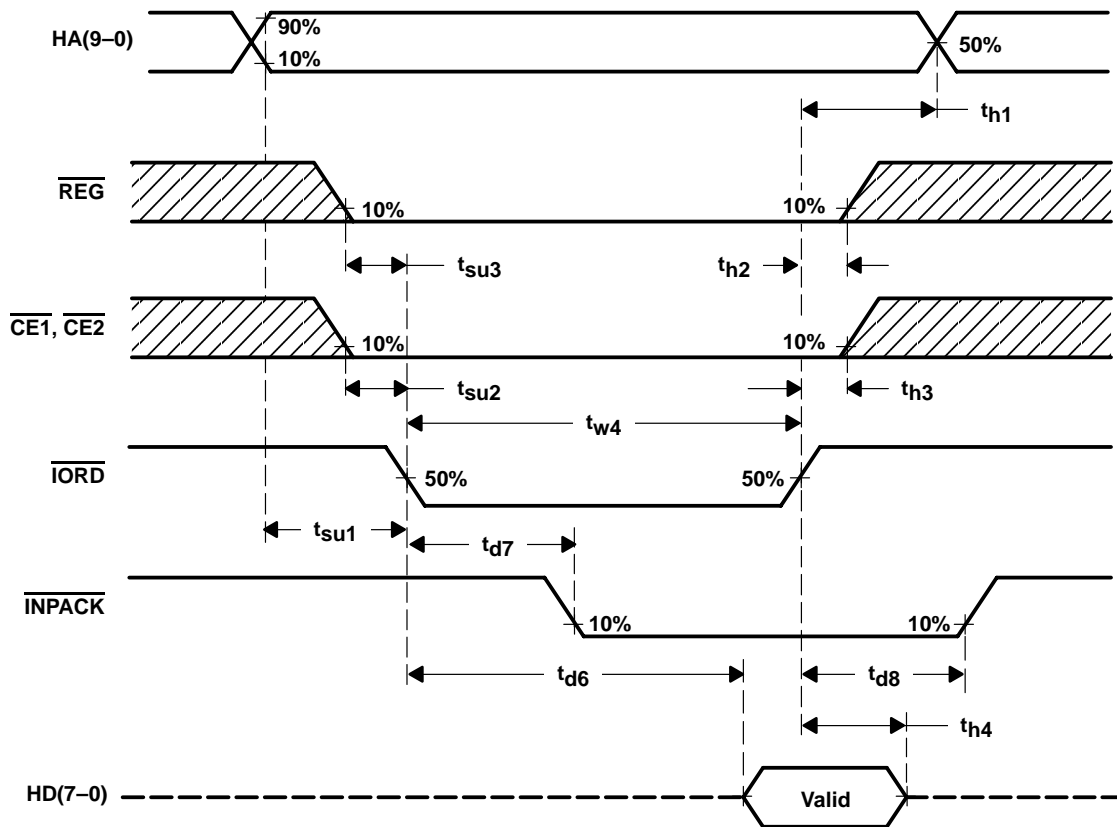 HA(9–0)
90%
10%
50%
th1
REG
10%
10%
tsu3
th2
CE1, CE2
10%
10%
tsu2
th3
tw4
IORD
50%
50%
tsu1
td7
INPACK
10%
10%
td6
td8
th4
HD(7–0)
Valid